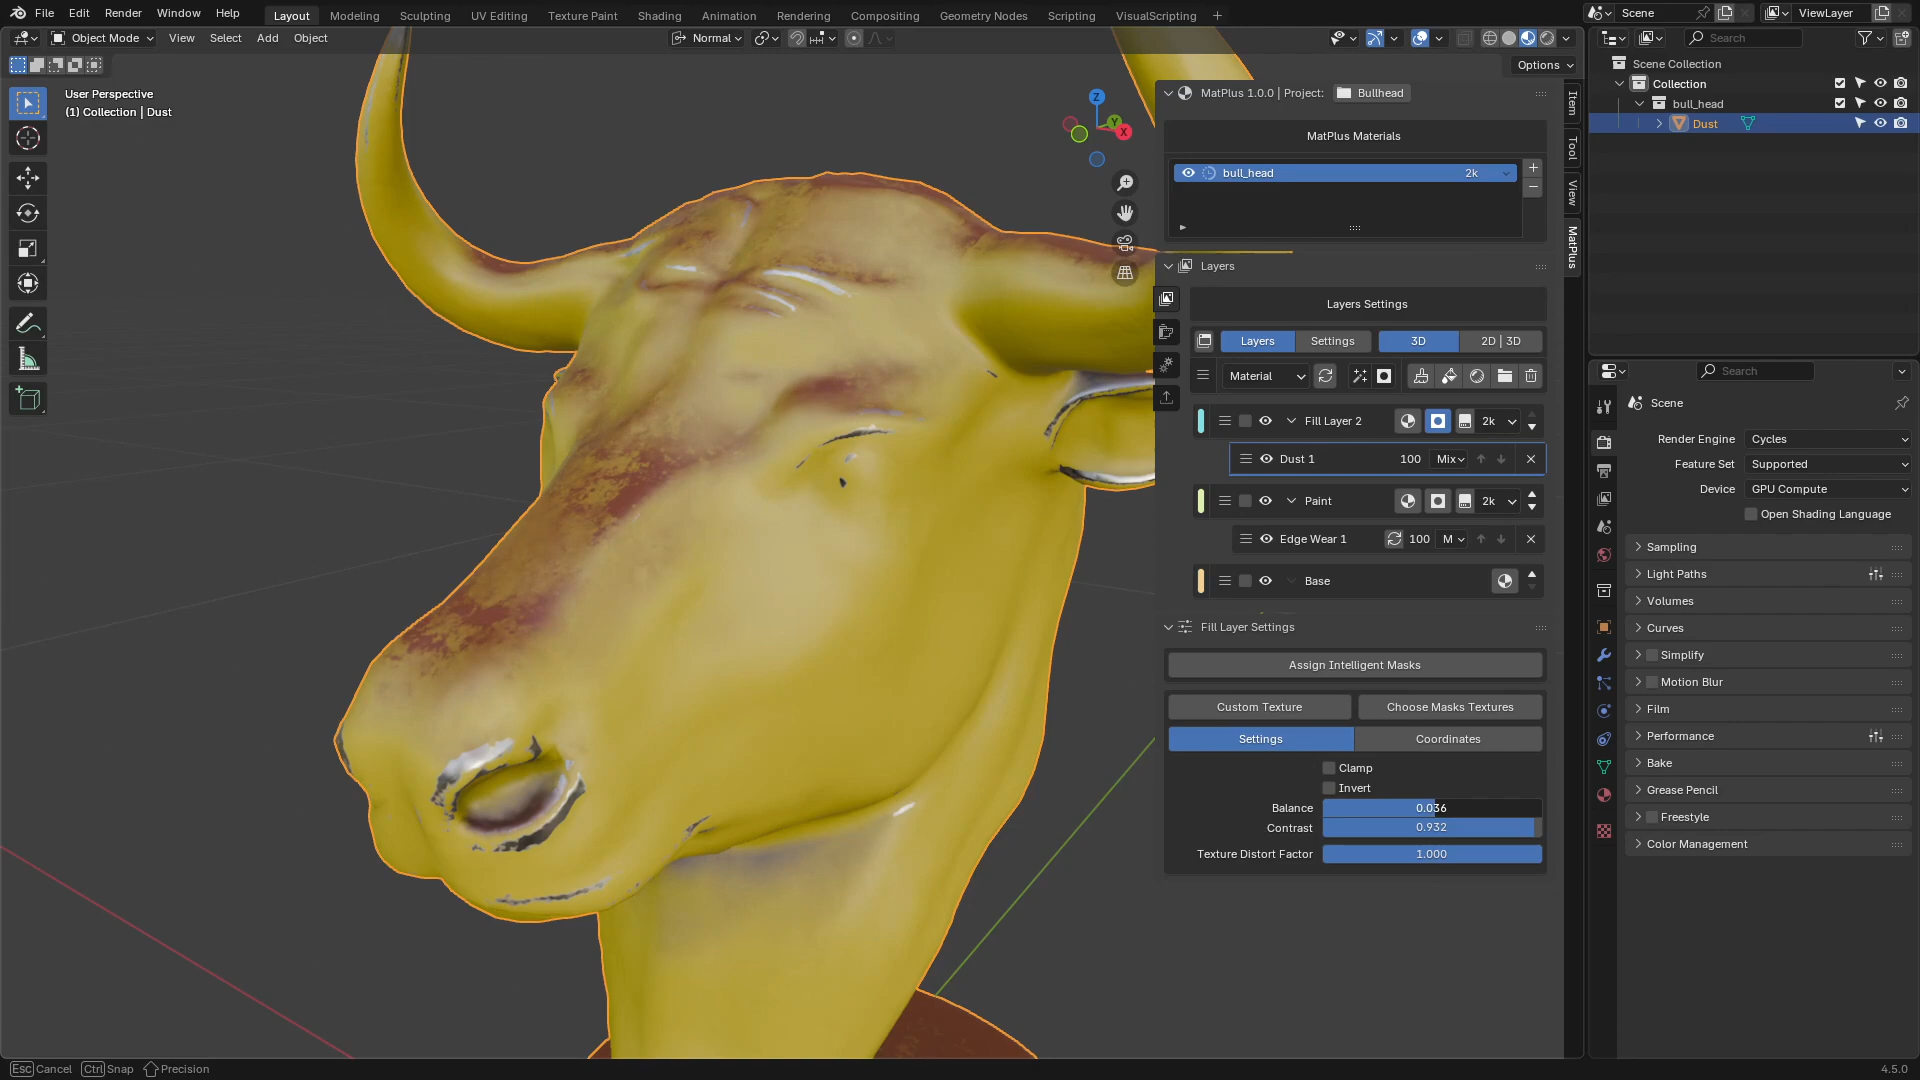 File Edit Render Window Help Layout Modeling Sculpting UV Editing Texture Paint Shading Animation Rendering Compositing Geometry Nodes Scripting VisualScripting + Scene ViewLayer
Object Mode View Select Add Object Normal Search
Options
User Perspective
(1) Collection | Dust
Z
Y
X
MatPlus 1.0.0 | Project: Bullhead
MatPlus Materials
bull_head 2k
Layers
Layers Settings
Layers Settings 3D 2D | 3D
Material
Fill Layer 2 2k
Dust 1 100 Mix
Paint 2k
Edge Wear 1 100 M
Base
Fill Layer Settings
Assign Intelligent Masks
Custom Texture Choose Masks Textures
Settings Coordinates
Clamp
Invert
Balance 0.036
Contrast 0.932
Texture Distort Factor 1.000
Item
Tool
View
MatPlus
Scene Collection
Collection
bull_head
Dust
Search
Scene
Render Engine Cycles
Feature Set Supported
Device GPU Compute
Open Shading Language
Sampling
Light Paths
Volumes
Curves
Simplify
Motion Blur
Film
Performance
Bake
Grease Pencil
Freestyle
Color Management
Esc Cancel Ctrl Snap Precision
4.5.0